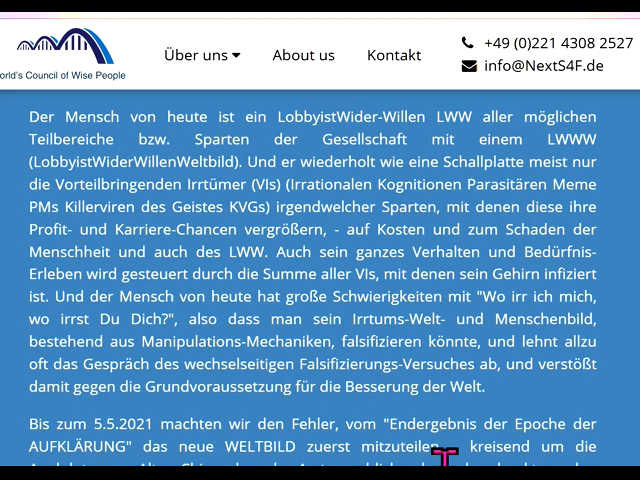 orld's Council of Wise People
Über uns
About us
Kontakt
+49 (0)221 4308 2527
info@NextS4F.de
Der Mensch von heute ist ein LobbyistWider-Willen LWW aller möglichen
Teilbereiche bzw. Sparten der Gesellschaft mit einem LWWW
(LobbyistWiderWillenWeltbild). Und er wiederholt wie eine Schallplatte meist nur
die Vorteilbringenden Irrtümer (VIs) (Irrationalen Kognitionen Parasitären Meme
PMs Killerviren des Geistes KVGs) irgendwelcher Sparten, mit denen diese ihre
Profit- und Karriere-Chancen vergrößern, - auf Kosten und zum Schaden der
Menschheit und auch des LWW. Auch sein ganzes Verhalten und Bedürfnis-
Erleben wird gesteuert durch die Summe aller VIs, mit denen sein Gehirn infiziert
ist. Und der Mensch von heute hat große Schwierigkeiten mit "Wo irr ich mich,
wo irrst Du Dich?", also dass man sein Irrtums-Welt- und Menschenbild,
bestehend aus Manipulations-Mechaniken, falsifizieren könnte, und lehnt allzu
oft das Gespräch des wechselseitigen Falsifizierungs-Versuches ab, und verstößt
damit gegen die Grundvoraussetzung für die Besserung der Welt.
Bis zum 5.5.2021 machten wir den Fehler, vom "Endergebnis der Epoche der
AUFKLÄRUNG" das neue WELTBILD zuerst mitzuteilen, kreisend um die